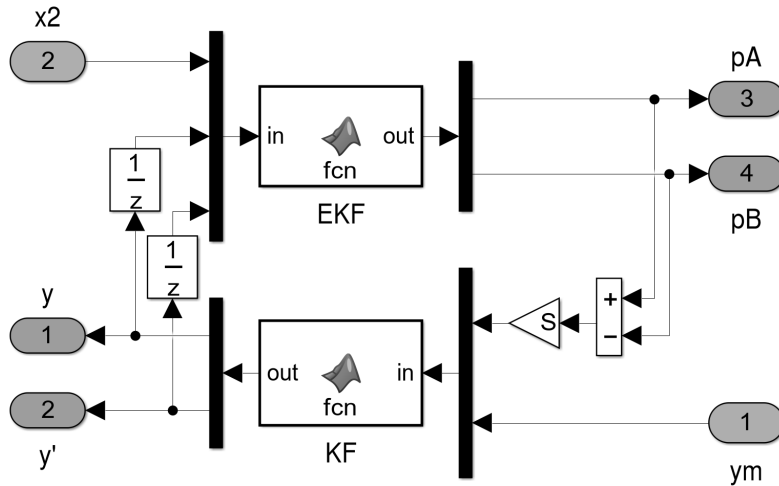 x2
2
pA
3
in
out
fcn
EKF
4
pB
1
z
1
z
y
1
+
−
S
out
in
fcn
KF
2
y'
1
ym